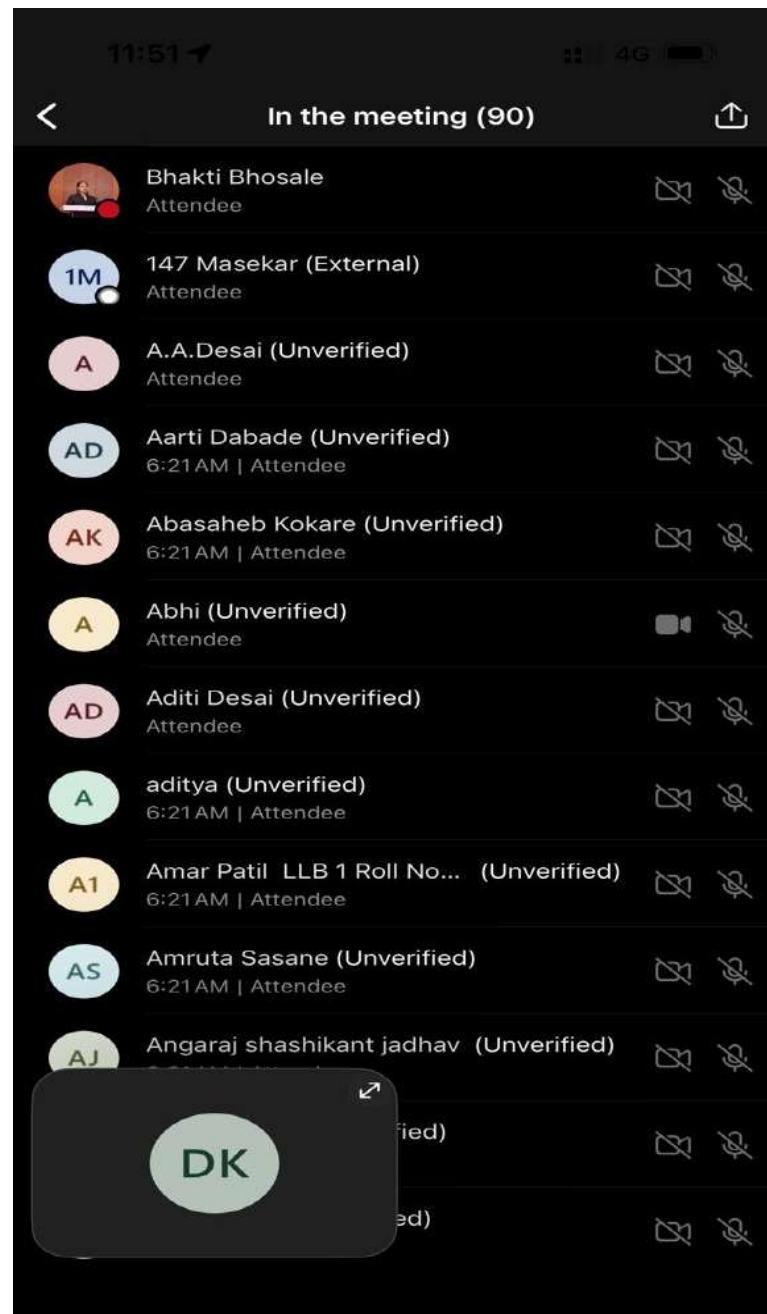 11:51
4G
In the meeting (90)
Bhakti Bhosale
Attendee
1M
147 Masekar (External)
Attendee
A
A.A.Desai (Unverified)
Attendee
AD
Aarti Dabade (Unverified)
6:21 AM | Attendee
AK
Abasaheb Kokare (Unverified)
6:21 AM | Attendee
A
Abhi (Unverified)
Attendee
AD
Aditi Desai (Unverified)
Attendee
A
aditya (Unverified)
6:21 AM | Attendee
A1
Amar Patil LLB 1 Roll No... (Unverified)
6:21 AM | Attendee
AS
Amruta Sasane (Unverified)
6:21 AM | Attendee
AJ
Angaraj shashikant jadhav (Unverified)
ied)
DK
ed)